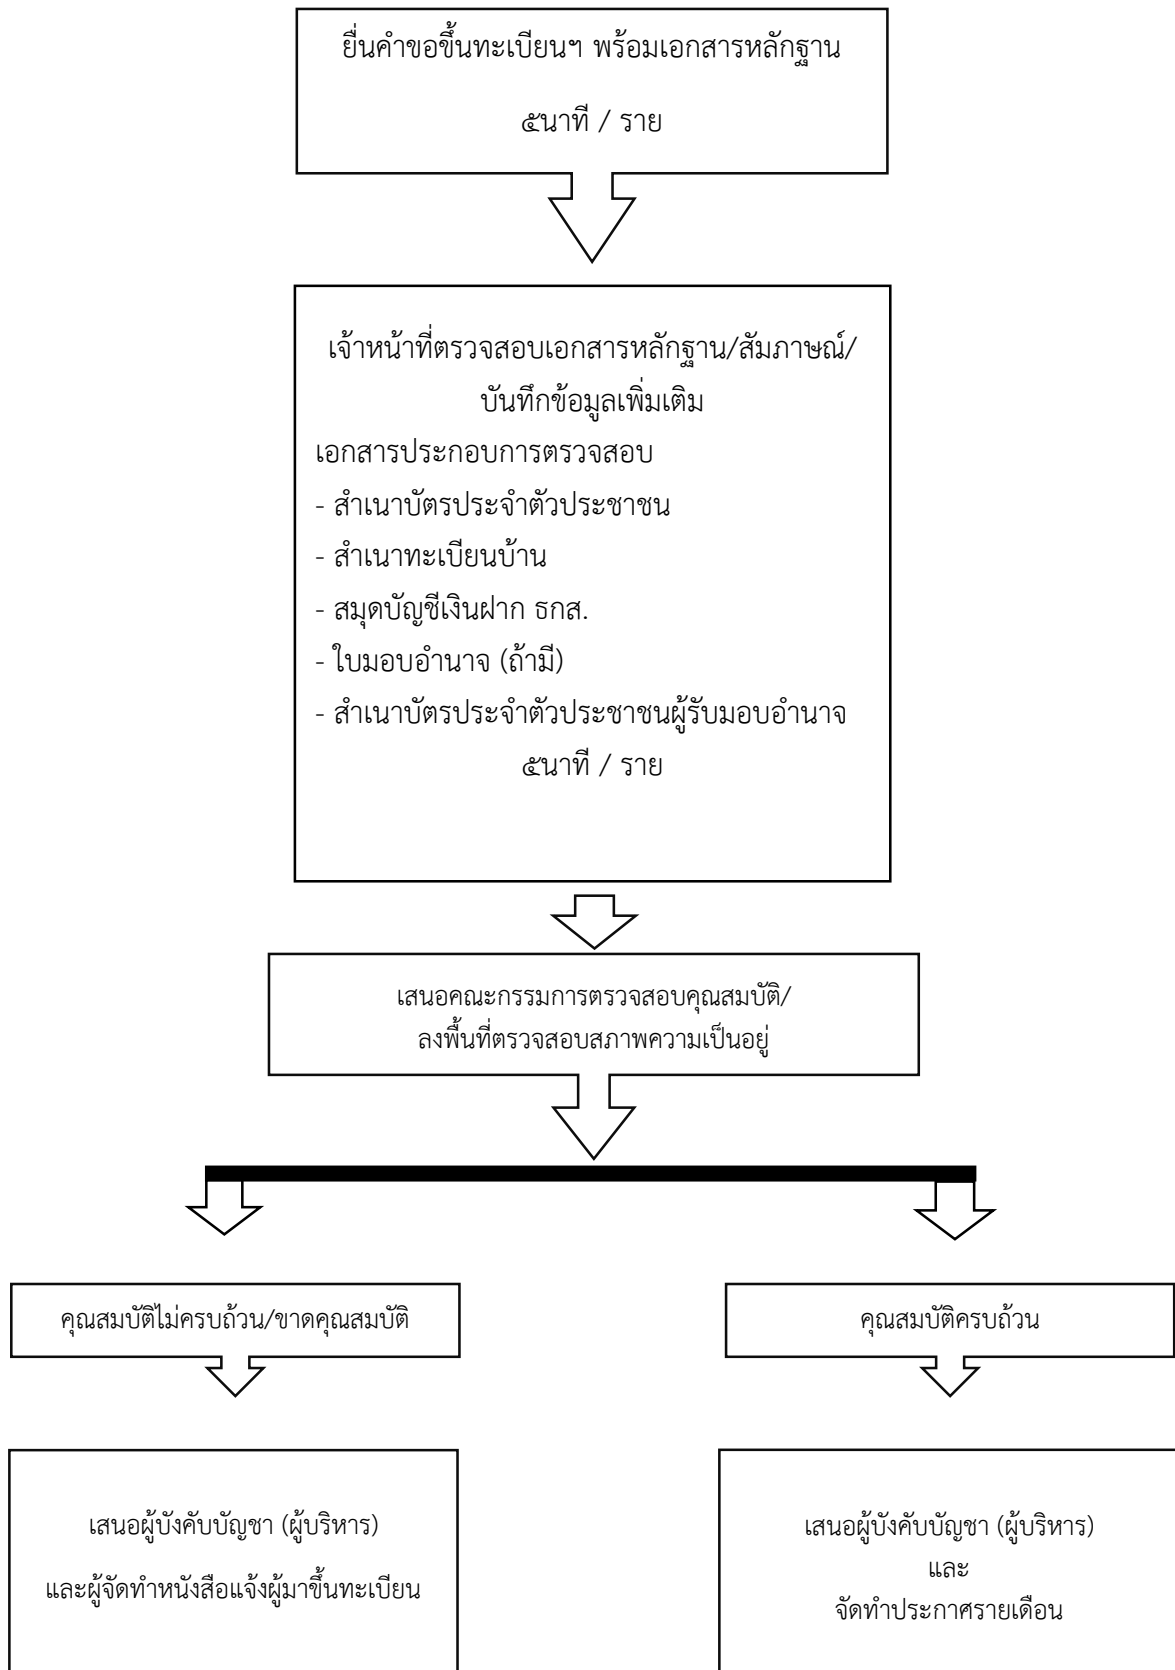 ยื่นคำขอขึ้นทะเบียนฯ พร้อมเอกสารหลักฐาน
๕นาที / ราย
เจ้าหน้าที่ตรวจสอบเอกสารหลักฐาน/สัมภาษณ์/
บันทึกข้อมูลเพิ่มเติม
เอกสารประกอบการตรวจสอบ
- สำเนาบัตรประจำตัวประชาชน
- สำเนาทะเบียนบ้าน
- สมุดบัญชีเงินฝาก ธกส.
- ใบมอบอำนาจ (ถ้ามี)
- สำเนาบัตรประจำตัวประชาชนผู้รับมอบอำนาจ
๕นาที / ราย
เสนอคณะกรรมการตรวจสอบคุณสมบัติ/
ลงพื้นที่ตรวจสอบสภาพความเป็นอยู่
คุณสมบัติไม่ครบถ้วน/ขาดคุณสมบัติ
คุณสมบัติครบถ้วน
เสนอผู้บังคับบัญชา (ผู้บริหาร)
และผู้จัดทำหนังสือแจ้งผู้มาขึ้นทะเบียน
เสนอผู้บังคับบัญชา (ผู้บริหาร)
และ
จัดทำประกาศรายเดือน